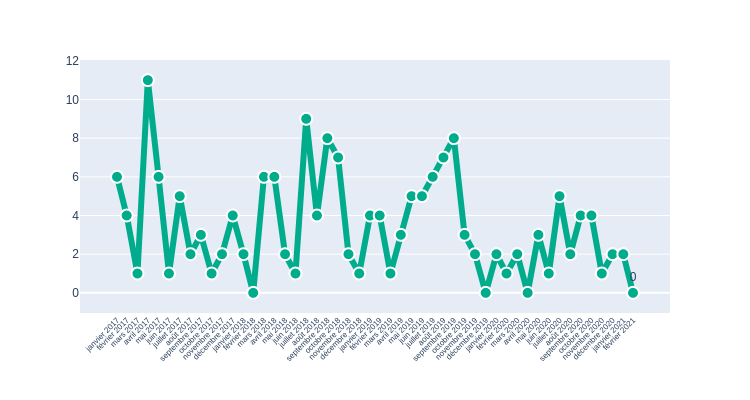 12
10
8
6
4
2
0
0
janvier 2017
février 2017
mars 2017
avril 2017
mai 2017
juin 2017
juillet 2017
août 2017
septembre 2017
octobre 2017
novembre 2017
décembre 2017
janvier 2018
février 2018
mars 2018
avril 2018
mai 2018
juin 2018
juillet 2018
août 2018
septembre 2018
octobre 2018
novembre 2018
décembre 2018
janvier 2019
février 2019
mars 2019
avril 2019
mai 2019
juin 2019
juillet 2019
août 2019
septembre 2019
octobre 2019
novembre 2019
décembre 2019
janvier 2020
février 2020
mars 2020
avril 2020
mai 2020
juin 2020
juillet 2020
août 2020
septembre 2020
octobre 2020
novembre 2020
décembre 2020
janvier 2021
février 2021